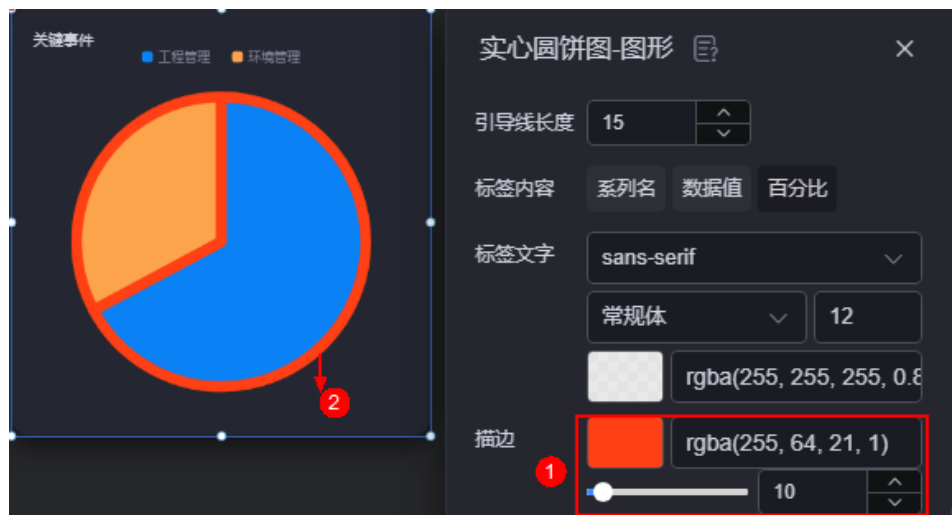 关键事件
工程管理 环境管理
2
实心圆饼图-图形
引导线长度 15
标签内容 系列名 数据值 百分比
标签文字 sans-serif
常规体 12
rgba(255, 255, 255, 0.8
描边 rgba(255, 64, 21, 1)
1 10